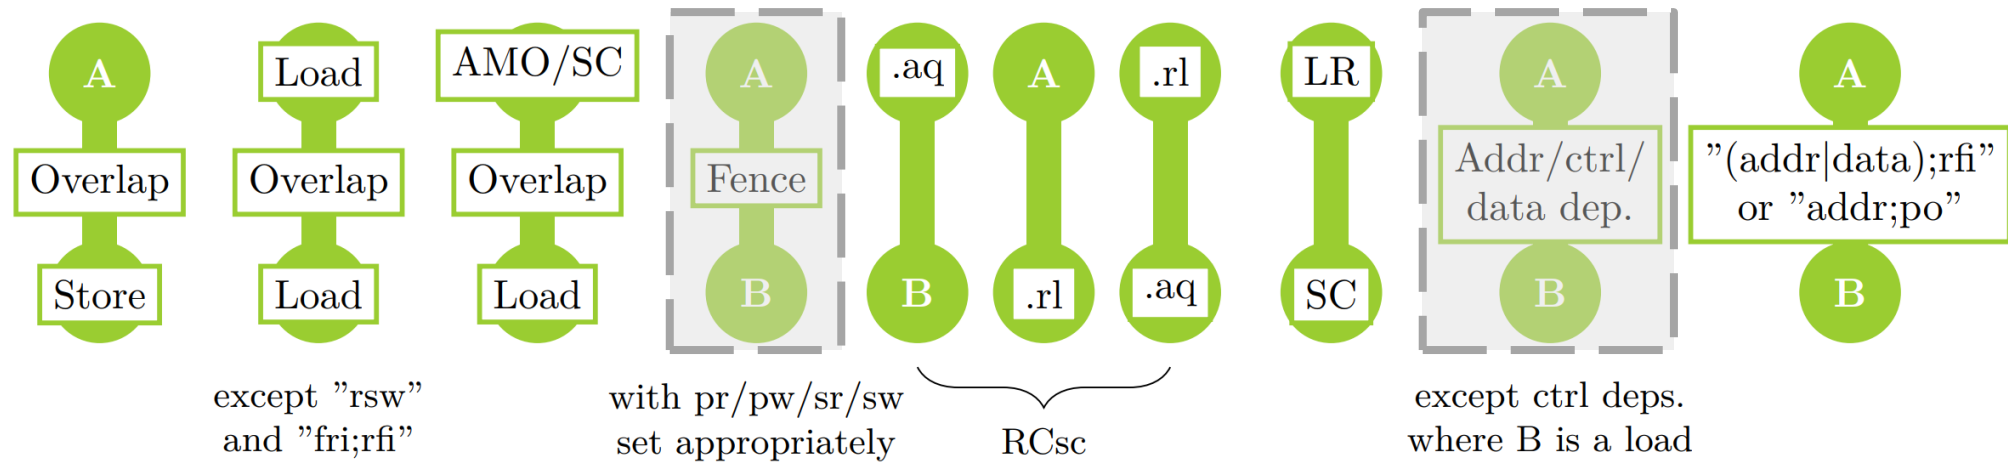 A
Overlap
Store
Load
Overlap
Load
except "rsw"
and "fri;rfi"
AMO/SC
Overlap
Load
A
Fence
B
with pr/pw/sr/sw
set appropriately
.aq
B
A
.rl
.rl
.aq
RCsc
LR
SC
A
Addr/ctrl/
data dep.
B
except ctrl deps.
where B is a load
A
"(addr|data);rfi"
or "addr;po"
B